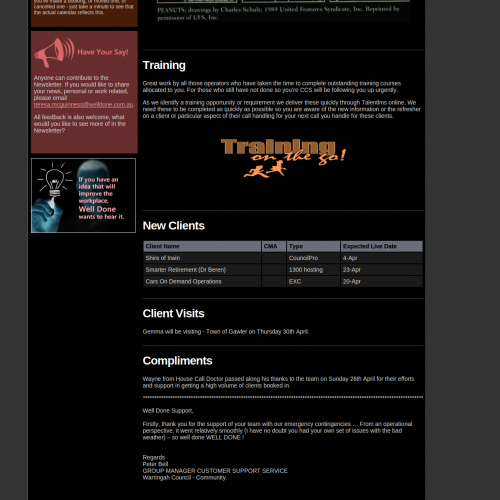 you've made a booking, or moved one, or
cancelled one - just take a minute to see that
the actual calendar reflects this.
Have Your Say!
Anyone can contribute to the
Newsletter. If you would like to share
your news, personal or work related,
please email
teresa.mcguinness@welldone.com.au.
All feedback is also welcome, what
would you like to see more of in the
Newsletter?
If you have an
idea that will
improve the
workplace,
Well Done
wants to hear it.
PEANUTS, drawings by Charles Schulz. 1989 United Features Syndicate, Inc. Reprinted by
permission of UFS, Inc.
Training
Great work by all those operators who have taken the time to complete outstanding training courses
allocated to you. For those who still have not done so you're CCS will be following you up urgently.
As we identify a training opportunity or requirement we deliver these quickly through Talentlms online. We
need these to be completed as quickly as possible so you are aware of the new information or the refresher
on a client or particular aspect of their call handling for your next call you handle for these clients.
Training
on the go!
New Clients
Client Name CMA Type Expected Live Date
Shire of Irwin CouncilPro 4-Apr
Smarter Retirement (Dr Beren) 1300 hosting 23-Apr
Cars On Demand Operations EXC 20-Apr
Client Visits
Gemma will be visiting - Town of Gawler on Thursday 30th April.
Compliments
Wayne from House Call Doctor passed along his thanks to the team on Sunday 26th April for their efforts
and support in getting a high volume of clients booked in.
Well Done Support,
Firstly, thank you for the support of your team with our emergency contingencies … From an operational
perspective, it went relatively smoothly (I have no doubt you had your own set of issues with the bad
weather) – so well done WELL DONE !
Regards
Peter Bell
GROUP MANAGER CUSTOMER SUPPORT SERVICE
Warringah Council - Community.